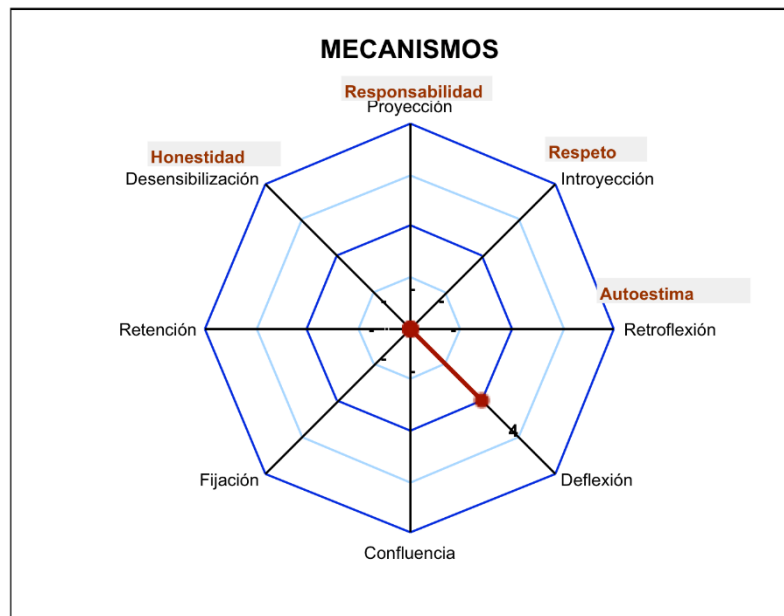 MECANISMOS
Responsabilidad
Proyección
Honestidad
Desensibilización
Respeto
Introyección
Autoestima
Retroflexión
Retención
4
Fijación
Deflexión
Confluencia